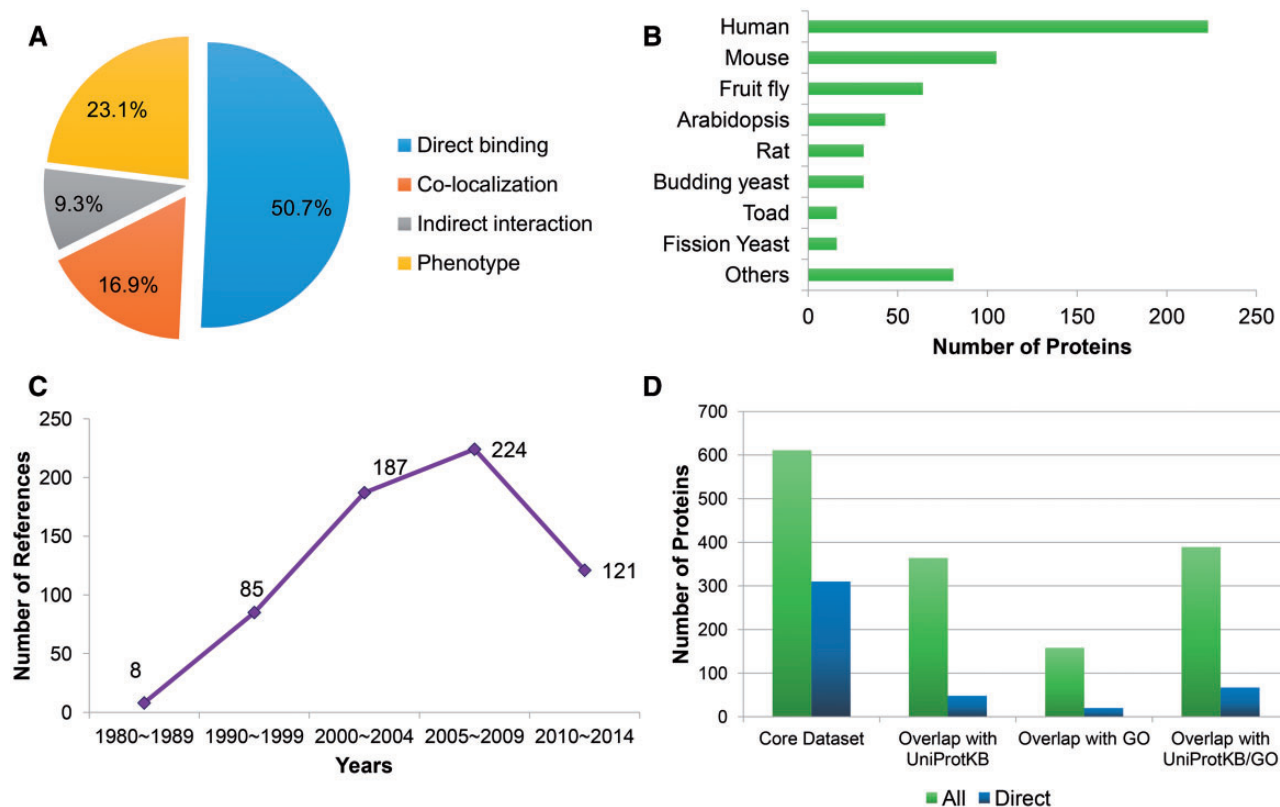 A
23.1%
9.3%
16.9%
50.7%
Direct binding
Co-localization
Indirect interaction
Phenotype
B
Human
Mouse
Fruit fly
Arabidopsis
Rat
Budding yeast
Toad
Fission Yeast
Others
0 50 100 150 200 250
Number of Proteins
C
250
200
150
100
50
0
Number of References
8
85
187
224
121
1980~1989 1990~1999 2000~2004 2005~2009 2010~2014
Years
D
700
600
500
400
300
200
100
0
Number of Proteins
Core Dataset
Overlap with
UniProtKB
Overlap with GO
Overlap with
UniProtKB/GO
All Direct